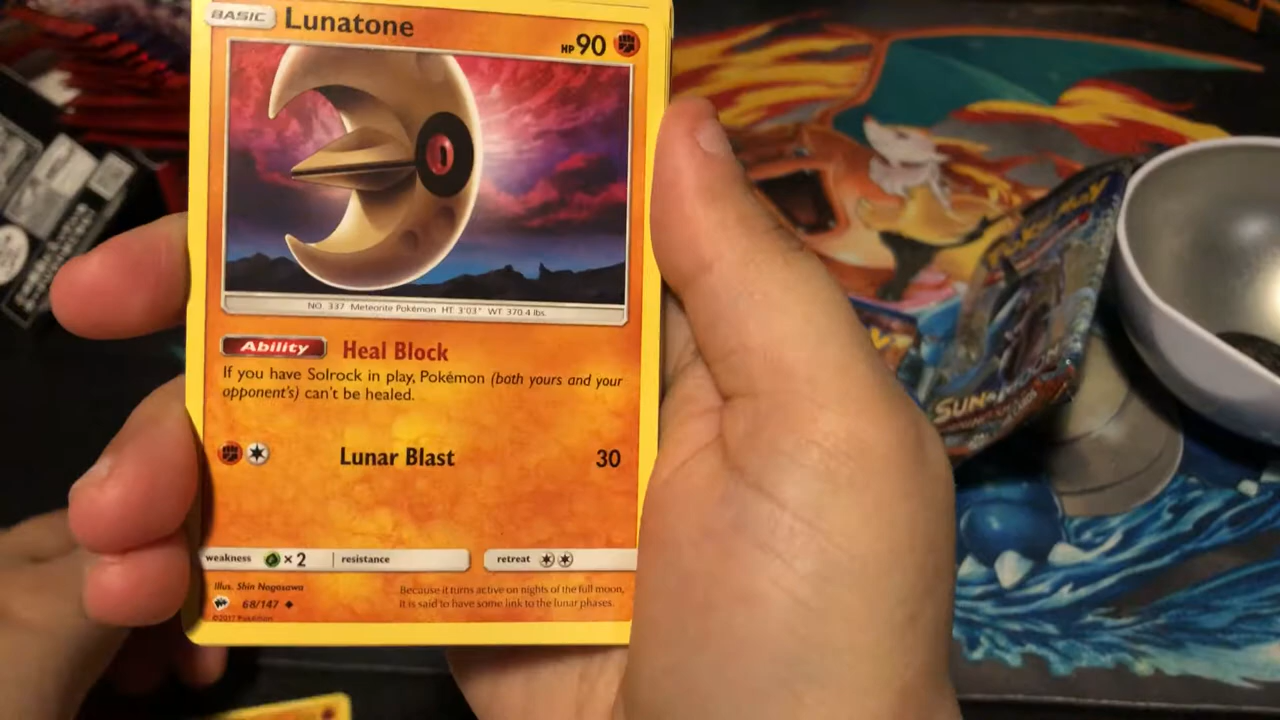 BASIC Lunatone HP 90
NO. 337 Meteorite Pokémon HT: 3'03" WT: 370.4 lbs.
Ability Heal Block
If you have Solrock in play, Pokémon (both yours and your
opponent's) can't be healed.
Lunar Blast 30
weakness ×2 resistance retreat
Illus. Shin Nagasawa
68/147
©2017 Pokémon
Because it turns active on nights of the full moon,
it is said to have some link to the lunar phases.
POKéMON
SUN & MOON